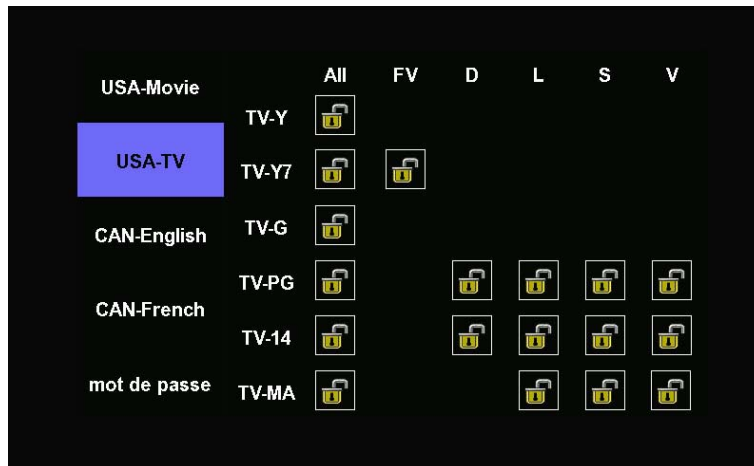 USA-Movie
USA-TV
CAN-English
CAN-French
mot de passe
All FV D L S V
TV-Y
TV-Y7
TV-G
TV-PG
TV-14
TV-MA